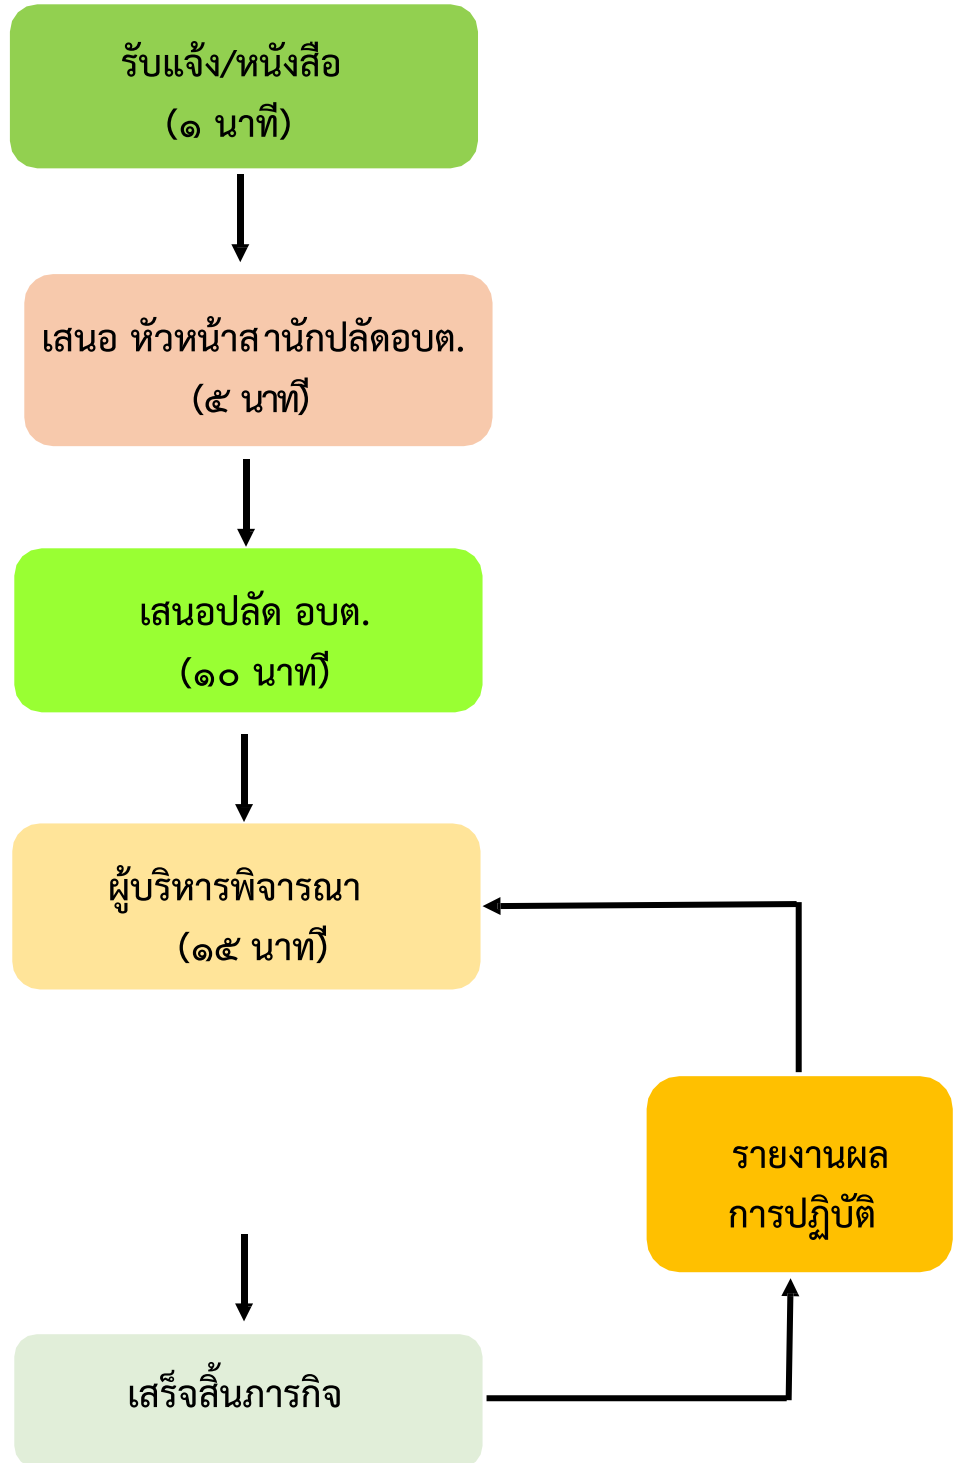 รับแจ้ง/หนังสือ
(๑ นาที)
เสนอ หัวหน้าสานักปลัดอบต.
(๕ นาที)
เสนอปลัด อบต.
(๑๐ นาที)
ผู้บริหารพิจารณา
(๑๕ นาที)
รายงานผล
การปฏิบัติ
เสร็จสิ้นภารกิจ